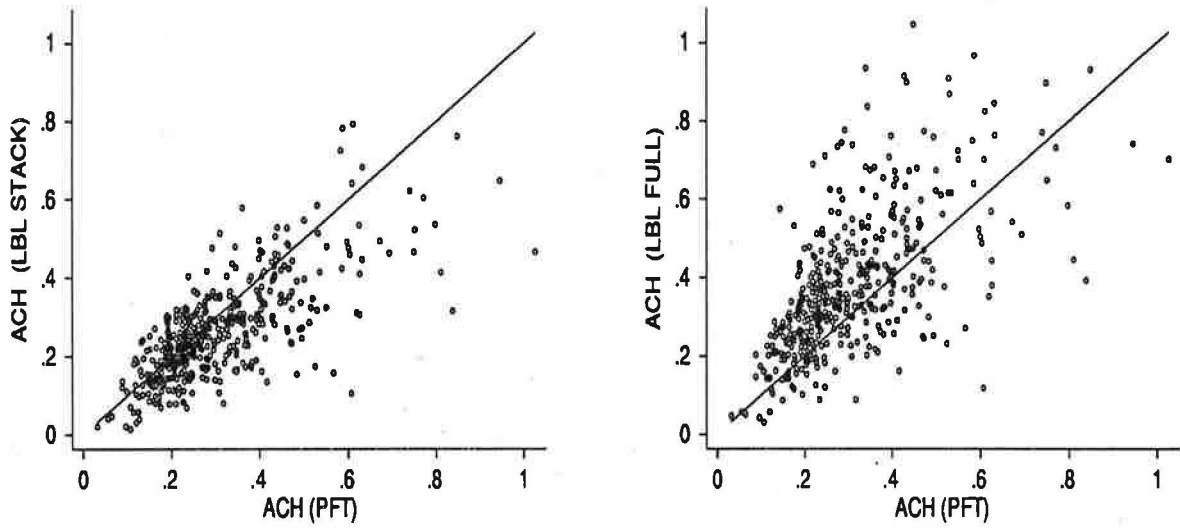 ACH (LBL STACK)
1
.8
.6
.4
.2
0
0 .2 .4 .6 .8 1
ACH (PFT)
ACH (LBL FULL)
1
.8
.6
.4
.2
0
0 .2 .4 .6 .8 1
ACH (PFT)